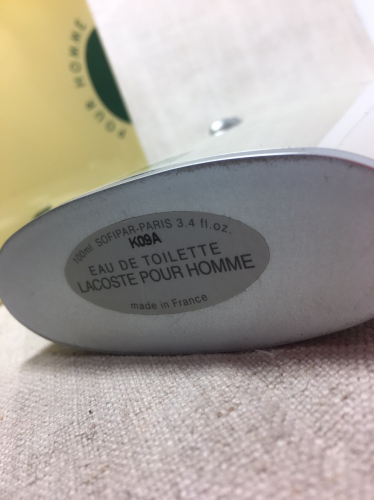 POUR HOMME
100ml SOFIPAR-PARIS 3.4 fl.oz.
K09A
EAU DE TOILETTE
LACOSTE POUR HOMME
made in France